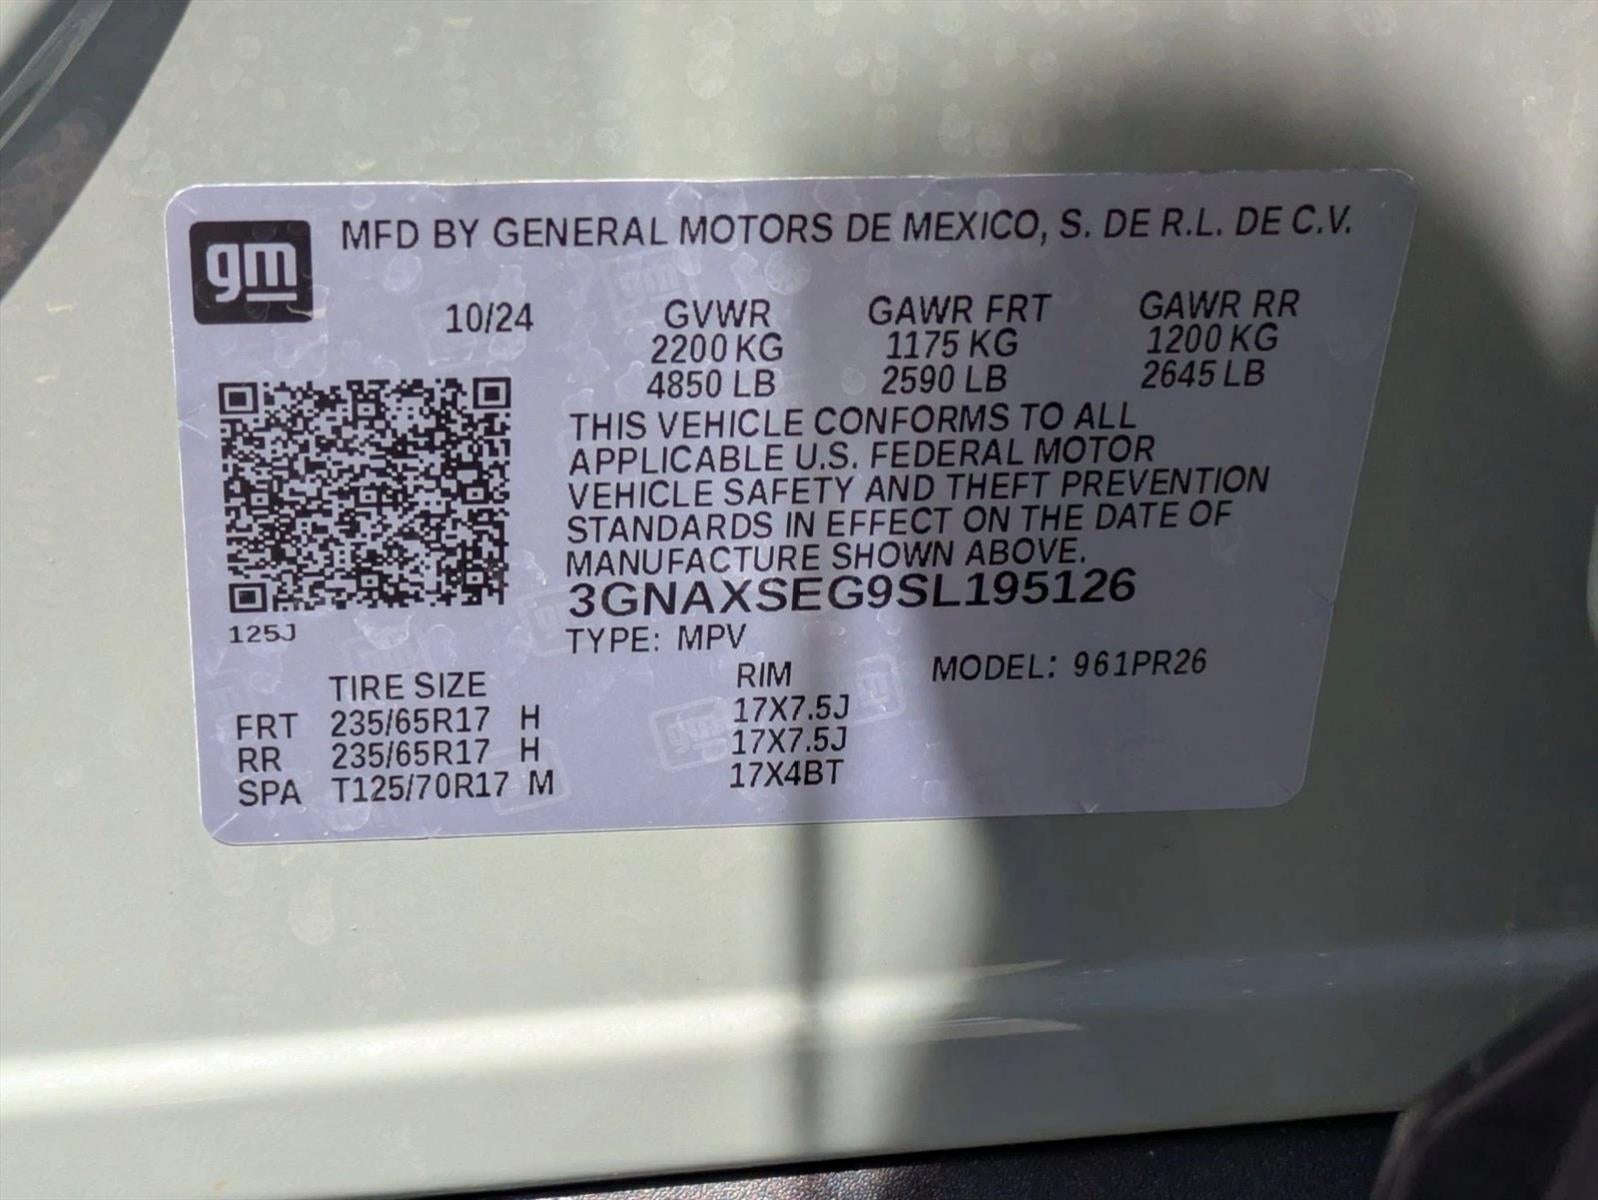 gm MFD BY GENERAL MOTORS DE MEXICO, S. DE R.L. DE C.V.
10/24 GVWR GAWR FRT GAWR RR
2200 KG 1175 KG 1200 KG
4850 LB 2590 LB 2645 LB
THIS VEHICLE CONFORMS TO ALL
APPLICABLE U.S. FEDERAL MOTOR
VEHICLE SAFETY AND THEFT PREVENTION
STANDARDS IN EFFECT ON THE DATE OF
MANUFACTURE SHOWN ABOVE.
3GNAXSEG9SL195126
125J
TYPE: MPV
TIRE SIZE RIM MODEL: 961PR26
FRT 235/65R17 H 17X7.5J
RR 235/65R17 H 17X7.5J
SPA T125/70R17 M 17X4BT